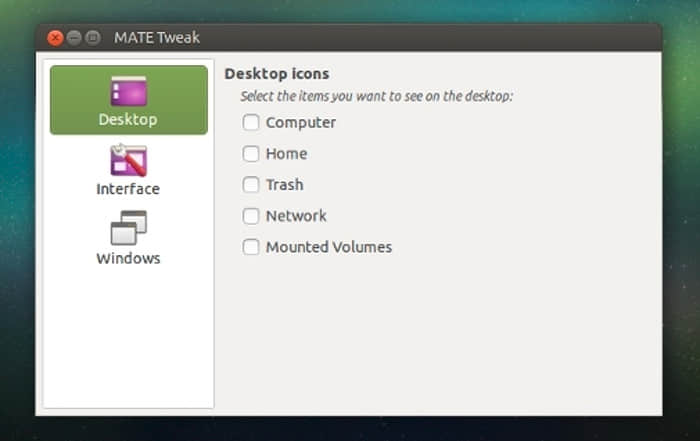 MATE Tweak
Desktop
Interface
Windows
Desktop icons
Select the items you want to see on the desktop:
Computer
Home
Trash
Network
Mounted Volumes